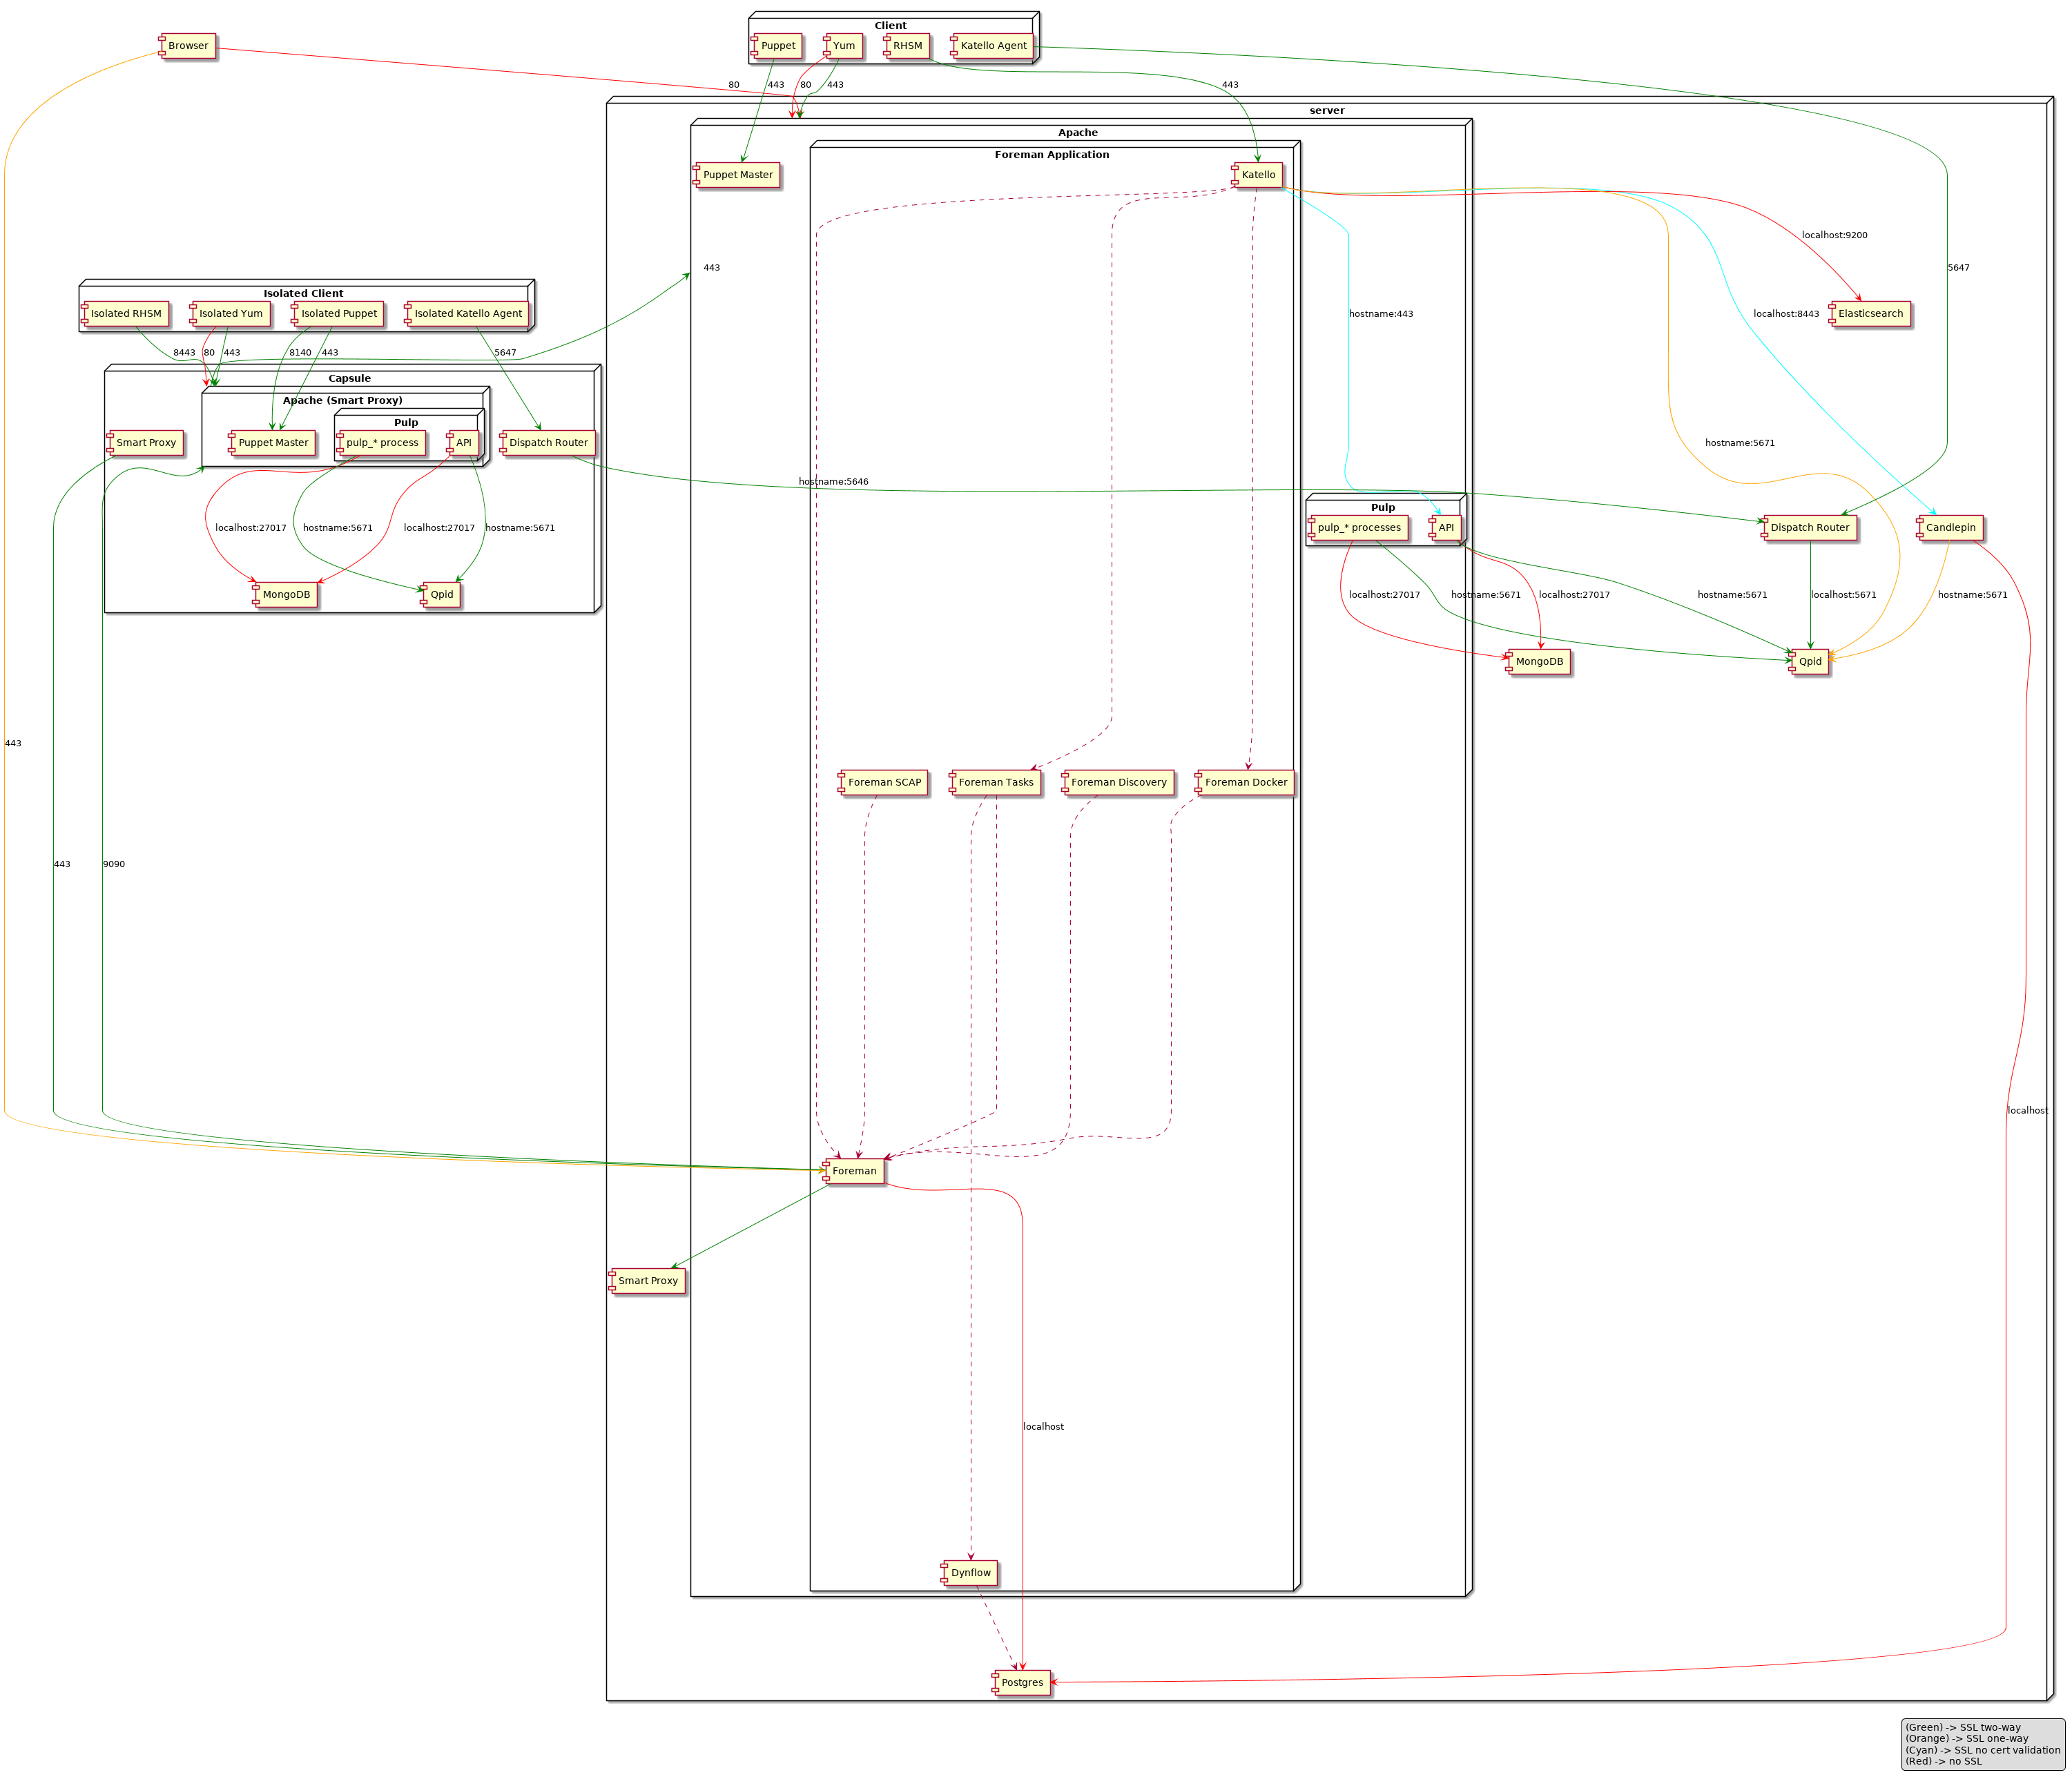 Client
Browser
Puppet
Yum
RHSM
Katello Agent
80
443
80
443
443
server
Apache
Foreman Application
Puppet Master
Katello
localhost:9200
443
5647
Isolated Client
Isolated RHSM
Isolated Yum
Isolated Puppet
Isolated Katello Agent
hostname:443
localhost:8443
Elasticsearch
8443
80
443
8140
443
5647
Capsule
Apache (Smart Proxy)
Pulp
Smart Proxy
Puppet Master
pulp_* process
API
Dispatch Router
hostname:5671
hostname:5646
Pulp
pulp_* processes
API
Dispatch Router
Candlepin
localhost:27017
hostname:5671
localhost:27017
hostname:5671
MongoDB
Qpid
localhost:27017
hostname:5671
localhost:27017
hostname:5671
localhost:5671
hostname:5671
MongoDB
Qpid
443
Foreman SCAP
Foreman Tasks
Foreman Discovery
Foreman Docker
443
9090
localhost
Foreman
Smart Proxy
localhost
Dynflow
Postgres
(Green) -> SSL two-way
(Orange) -> SSL one-way
(Cyan) -> SSL no cert validation
(Red) -> no SSL